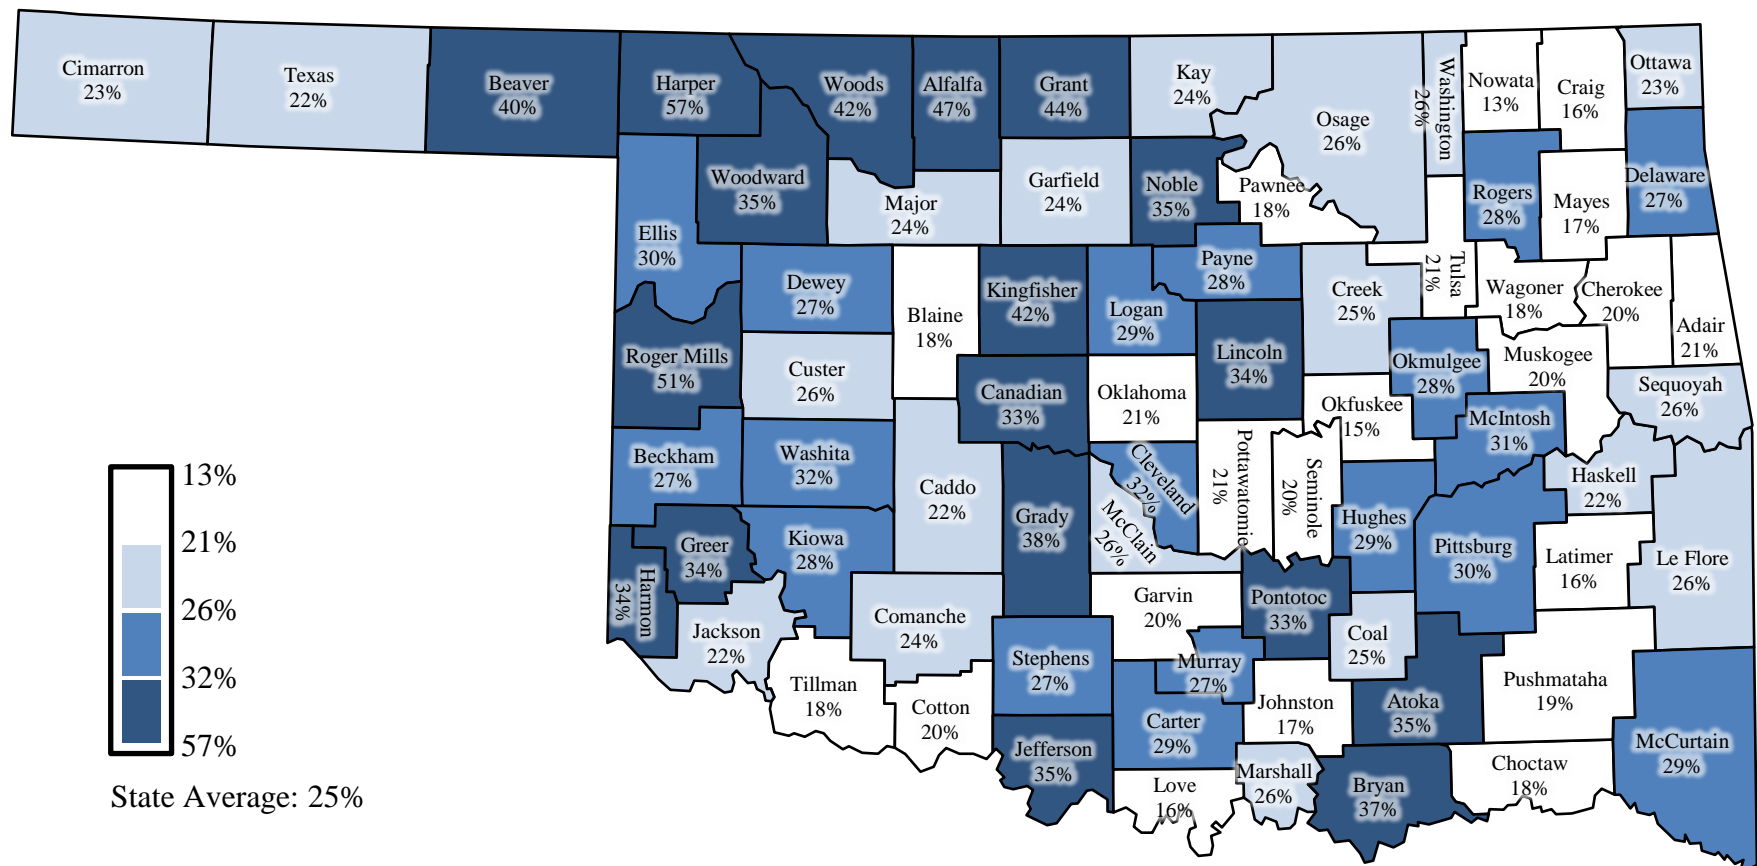 Cimarron
23%
Texas
22%
Beaver
40%
Harper
57%
Woods
42%
Alfalfa
47%
Grant
44%
Kay
24%
Osage
26%
Washington
26%
Nowata
13%
Craig
16%
Ottawa
23%
Woodward
35%
Major
24%
Garfield
24%
Noble
35%
Pawnee
18%
Rogers
28%
Mayes
17%
Delaware
27%
Ellis
30%
Dewey
27%
Blaine
18%
Kingfisher
42%
Logan
29%
Payne
28%
Creek
25%
Tulsa
21%
Wagoner
18%
Cherokee
20%
Adair
21%
Roger Mills
51%
Custer
26%
Canadian
33%
Oklahoma
21%
Lincoln
34%
Okfuskee
15%
Okmulgee
28%
Muskogee
20%
McIntosh
31%
Sequoyah
26%
Beckham
27%
Washita
32%
Caddo
22%
Grady
38%
Cleveland
32%
McClain
26%
Pottawatomie
21%
Seminole
20%
Hughes
29%
Pittsburg
30%
Haskell
22%
Latimer
16%
Le Flore
26%
Harmon
34%
Greer
34%
Kiowa
28%
Jackson
22%
Comanche
24%
Stephens
27%
Garvin
20%
Murray
27%
Pontotoc
33%
Coal
25%
Tillman
18%
Cotton
20%
Jefferson
35%
Carter
29%
Johnston
17%
Atoka
35%
Pushmataha
19%
McCurtain
29%
Love
16%
Marshall
26%
Bryan
37%
Choctaw
18%
13%
21%
26%
32%
57%
State Average: 25%